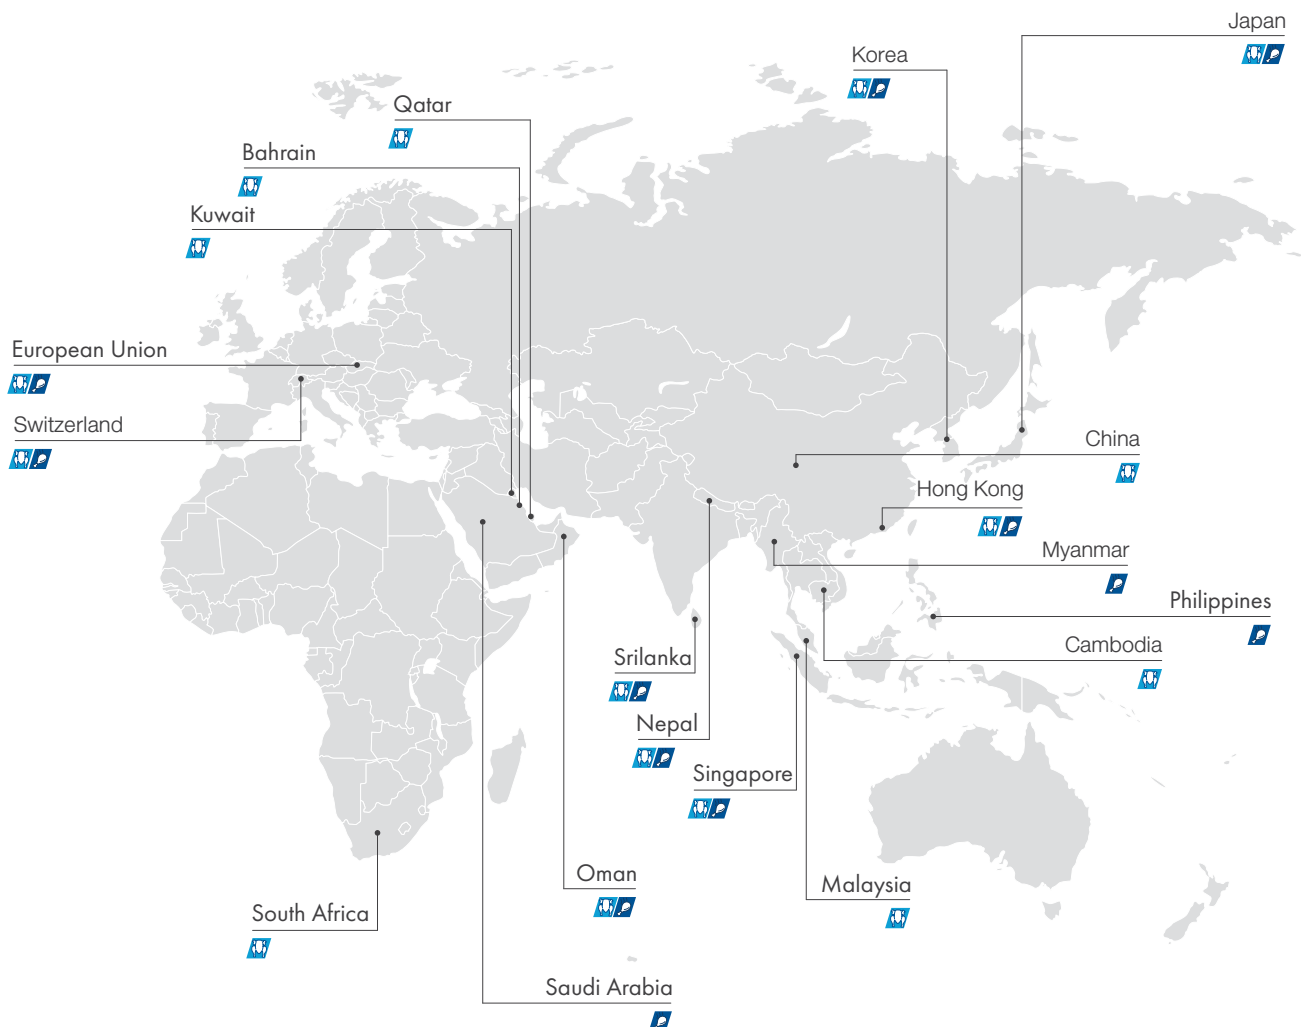 Japan
Korea
Qatar
Bahrain
Kuwait
European Union
Switzerland
China
Hong Kong
Myanmar
Philippines
Cambodia
Srilanka
Nepal
Singapore
Oman
Malaysia
South Africa
Saudi Arabia